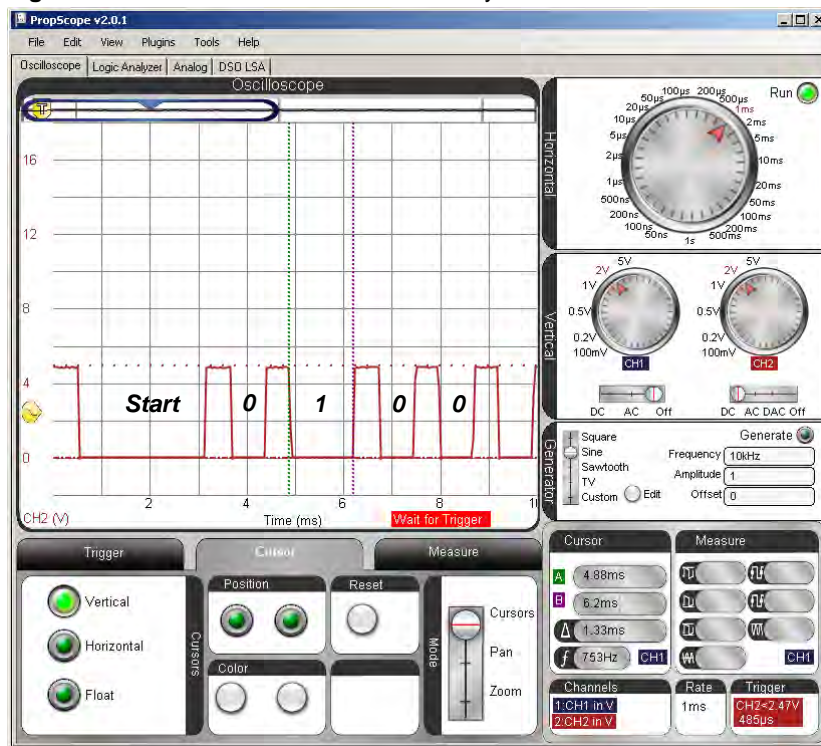 PropScope v2.0.1
File Edit View Plugins Tools Help
Oscilloscope Logic Analyzer Analog DSO LSA
Oscilloscope
T
16
12
8
4
0
Start 0 1 0 0
2 4 6 8
CH2 (V) Time (ms) Wait for Trigger
Horizontal
Run
50ns 100ns 200ns 500ns 1µs 2µs 5µs 10µs 20µs 50µs 100µs 200µs 500µs 1ms 2ms 5ms 10ms 20ms 50ms 100ms 200ms 500ms 1s
Vertical
5V 2V 1V 0.5V 0.2V 100mV
CH1
DC AC Off
5V 2V 1V 0.5V 0.2V 100mV
CH2
DC AC DAC Off
Generator
Square
Sine
Sawtooth
TV
Custom Edit
Generate
Frequency 10kHz
Amplitude 1
Offset 0
Trigger Cursor Measure
Vertical
Horizontal
Float
Cursors
Position Reset
Color
Mode
Cursors
Pan
Zoom
Cursor
A 4.88ms
B 6.2ms
Δ 1.33ms
f 753Hz CH1
Measure
CH1
Channels
1:CH1 in V
2:CH2 in V
Rate
1ms
Trigger
CH2<2.47V
485µs